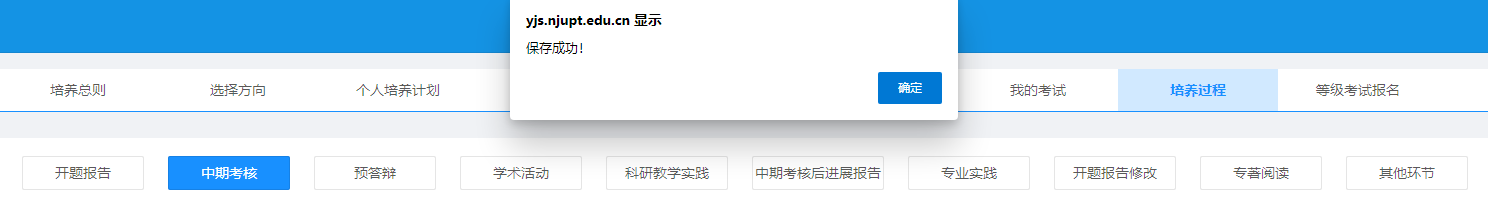 yjs.njupt.edu.cn 显示
保存成功!
确定
培养总则 选择方向 个人培养计划 我的考试 培养过程 等级考试报名
开题报告 中期考核 预答辩 学术活动 科研教学实践 中期考核后进展报告 专业实践 开题报告修改 专著阅读 其他环节